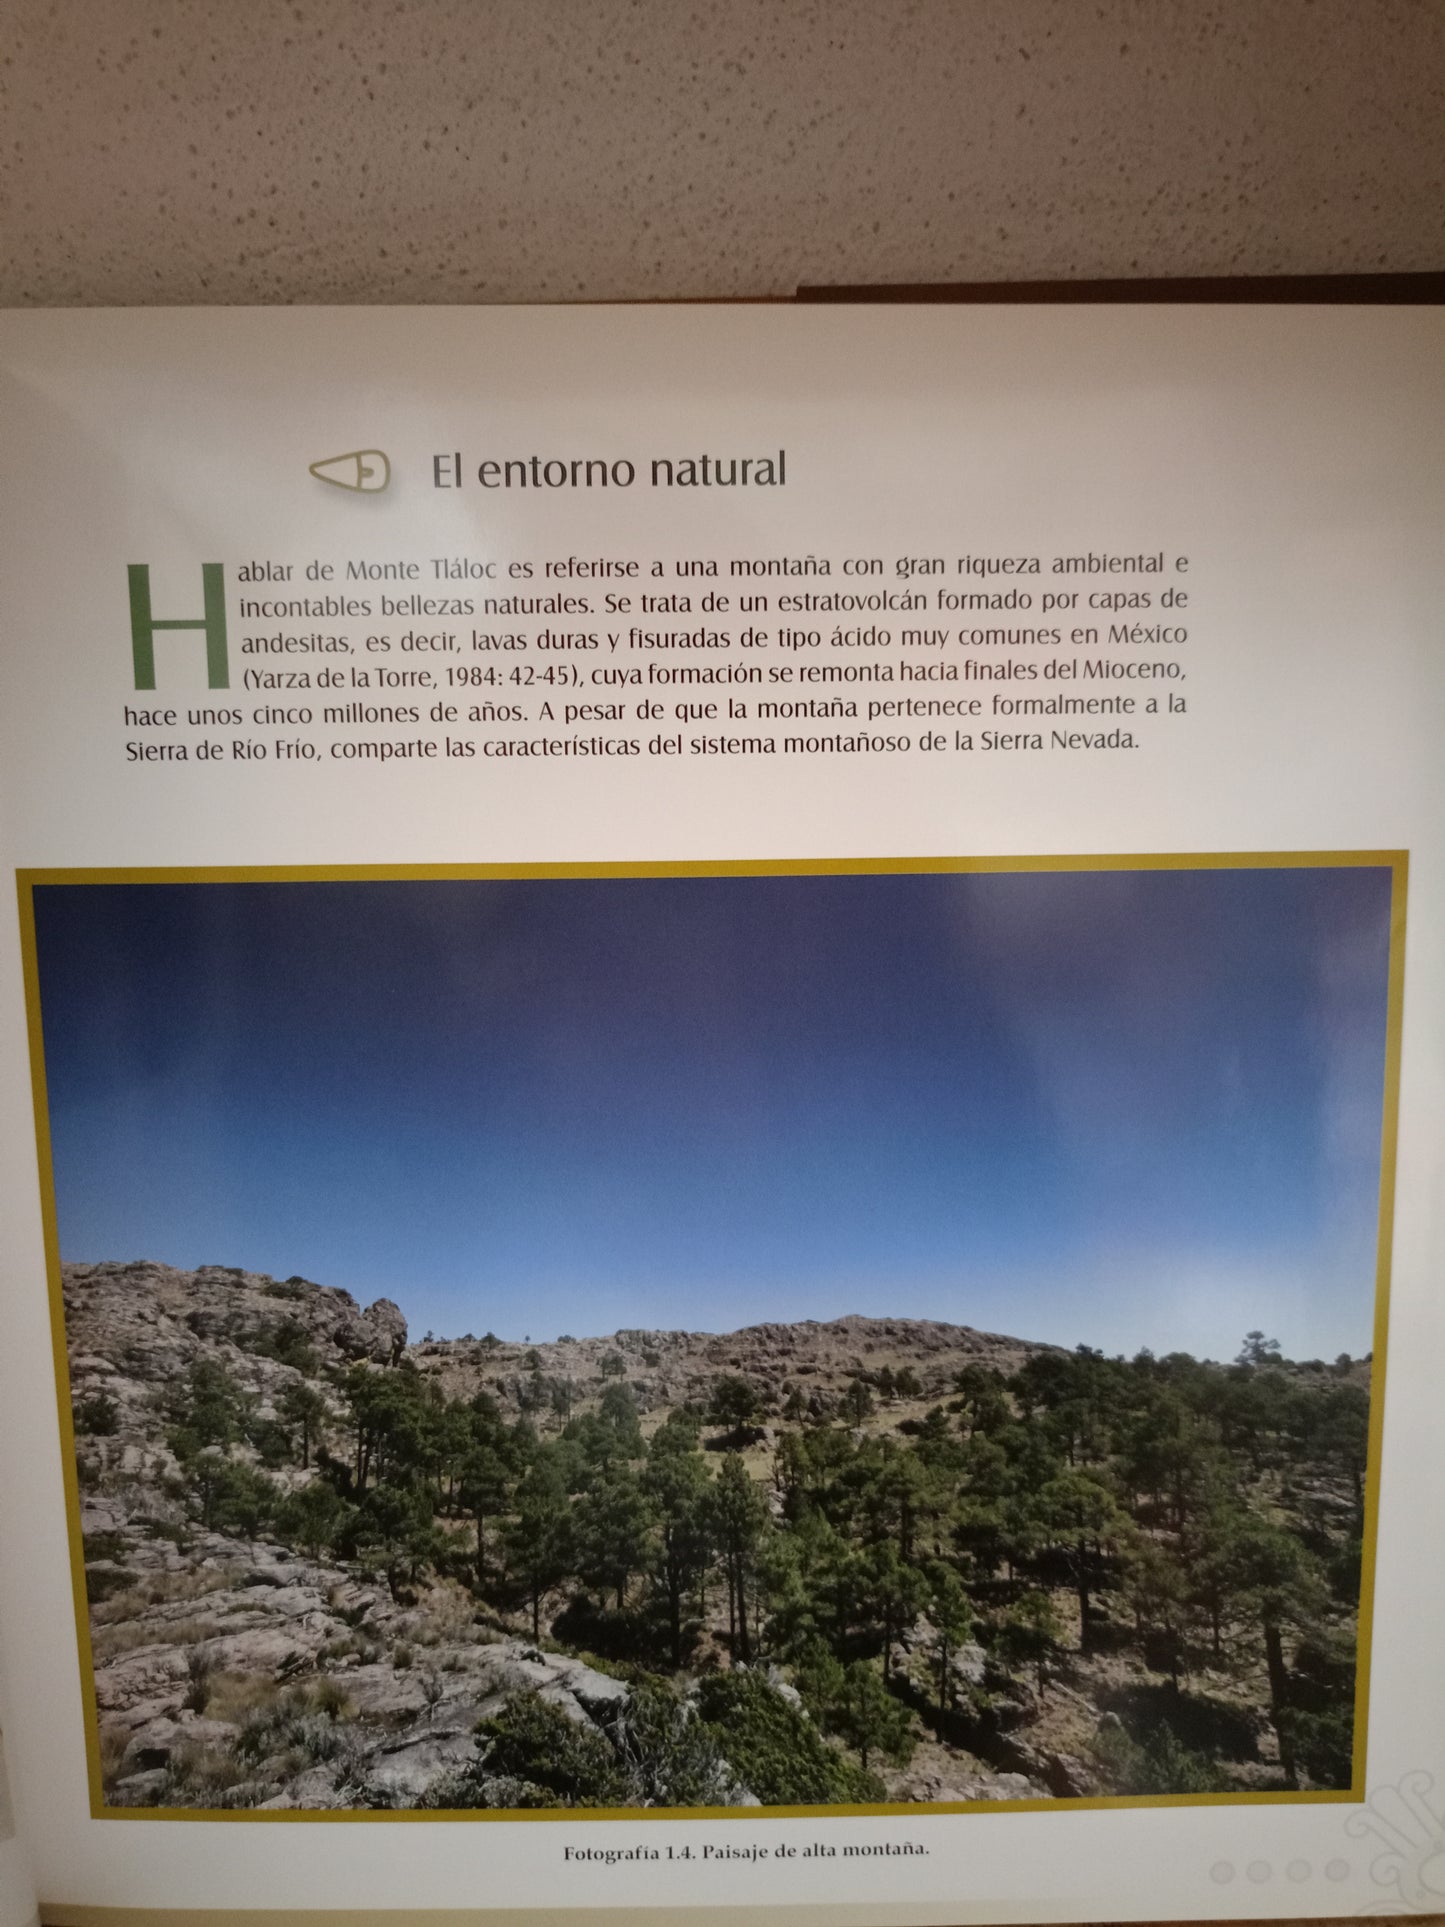 El entorno natural
Hablar de Monte Tláloc es referirse a una montaña con gran riqueza ambiental e
incontables bellezas naturales. Se trata de un estratovolcán formado por capas de
andesitas, es decir, lavas duras y fisuradas de tipo ácido muy comunes en México
(Yarza de la Torre, 1984: 42-45), cuya formación se remonta hacia finales del Mioceno,
hace unos cinco millones de años. A pesar de que la montaña pertenece formalmente a la
Sierra de Río Frío, comparte las características del sistema montañoso de la Sierra Nevada.
Fotografía 1.4. Paisaje de alta montaña.